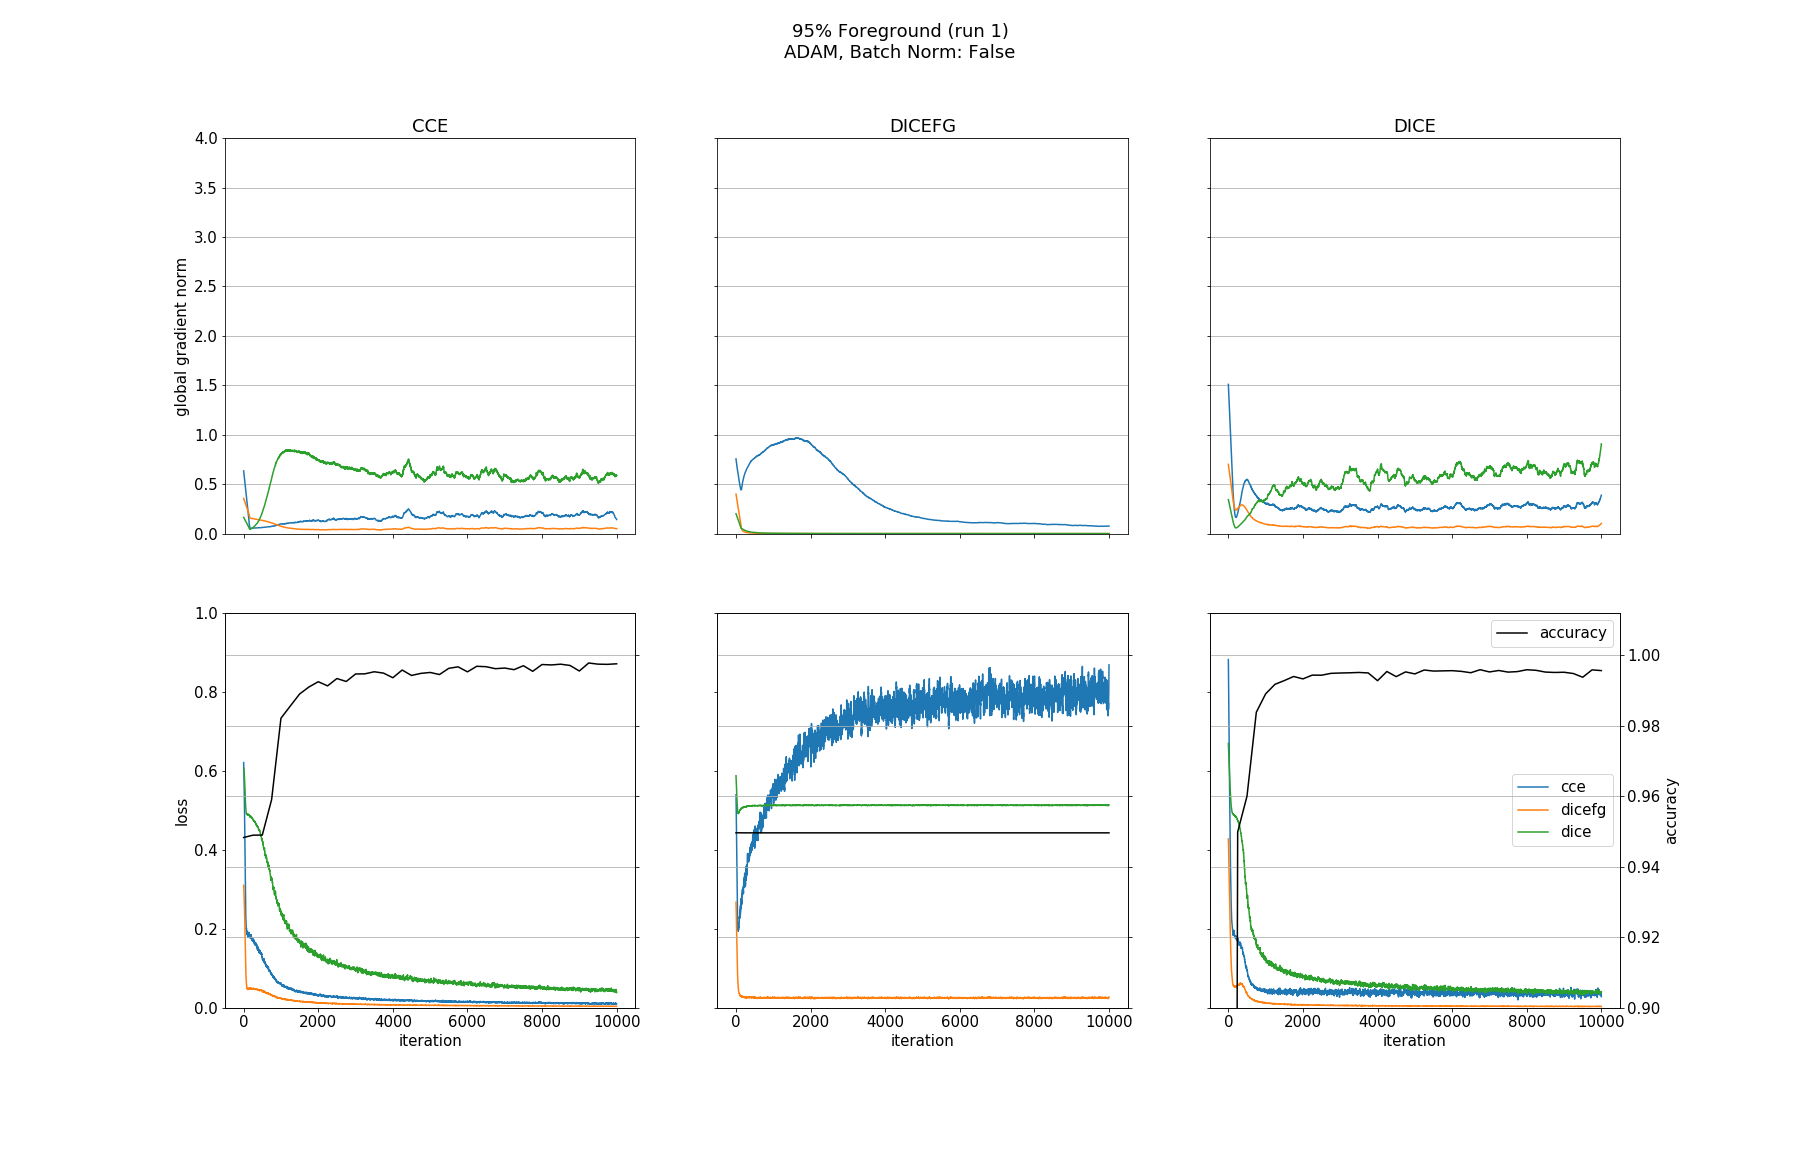 95% Foreground (run 1)
ADAM, Batch Norm: False
CCE
DICEFG
DICE
global gradient norm
4.0
3.5
3.0
2.5
2.0
1.5
1.0
0.5
0.0
loss
1.0
0.8
0.6
0.4
0.2
0.0
0 2000 4000 6000 8000 10000
iteration
0 2000 4000 6000 8000 10000
iteration
0 2000 4000 6000 8000 10000
iteration
accuracy
cce
dicefg
dice
1.00
0.98
0.96
0.94
0.92
0.90
accuracy